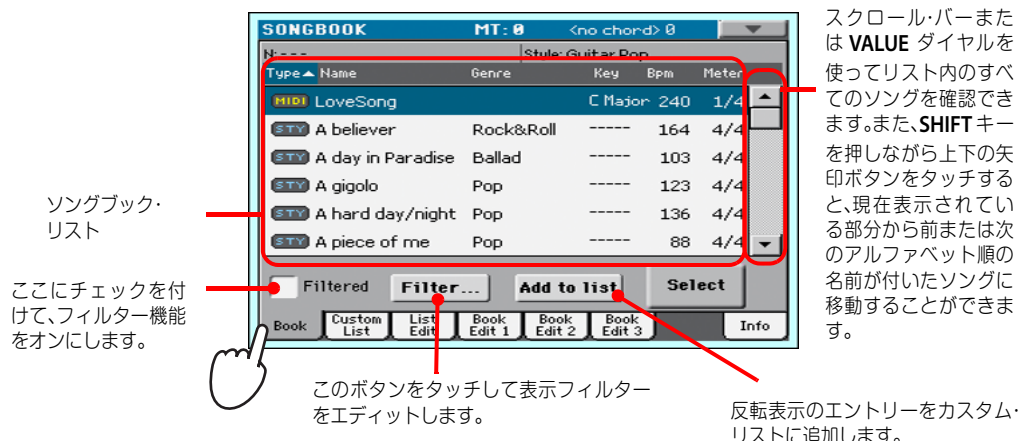 SONGBOOK MT: 0 <no chord> 0
N: --- Style: Guitar Pop
Type Name Genre Key Bpm Meter
MIDI LoveSong C Major 240 1/4
STY A believer Rock&Roll ----- 164 4/4
STY A day in Paradise Ballad ----- 103 4/4
STY A gigolo Pop ----- 123 4/4
STY A hard day/night Pop ----- 136 4/4
STY A piece of me Pop ----- 88 4/4
Filtered Filter... Add to list Select
Book Custom List List Edit Book Edit 1 Book Edit 2 Book Edit 3 Info
ソングブック・
リスト
ここにチェックを付
けて、フィルター機能
をオンにします。
このボタンをタッチして表示フィルター
をエディットします。
反転表示のエントリーをカスタム・
リストに追加します。
スクロール・バーまた
は VALUE ダイヤルを
使ってリスト内のすべ
てのソングを確認でき
ます。また、SHIFT キー
を押しながら上下の矢
印ボタンをタッチする
と、現在表示されてい
る部分から前または次
のアルファベット順の
名前が付いたソングに
移動することができま
す。